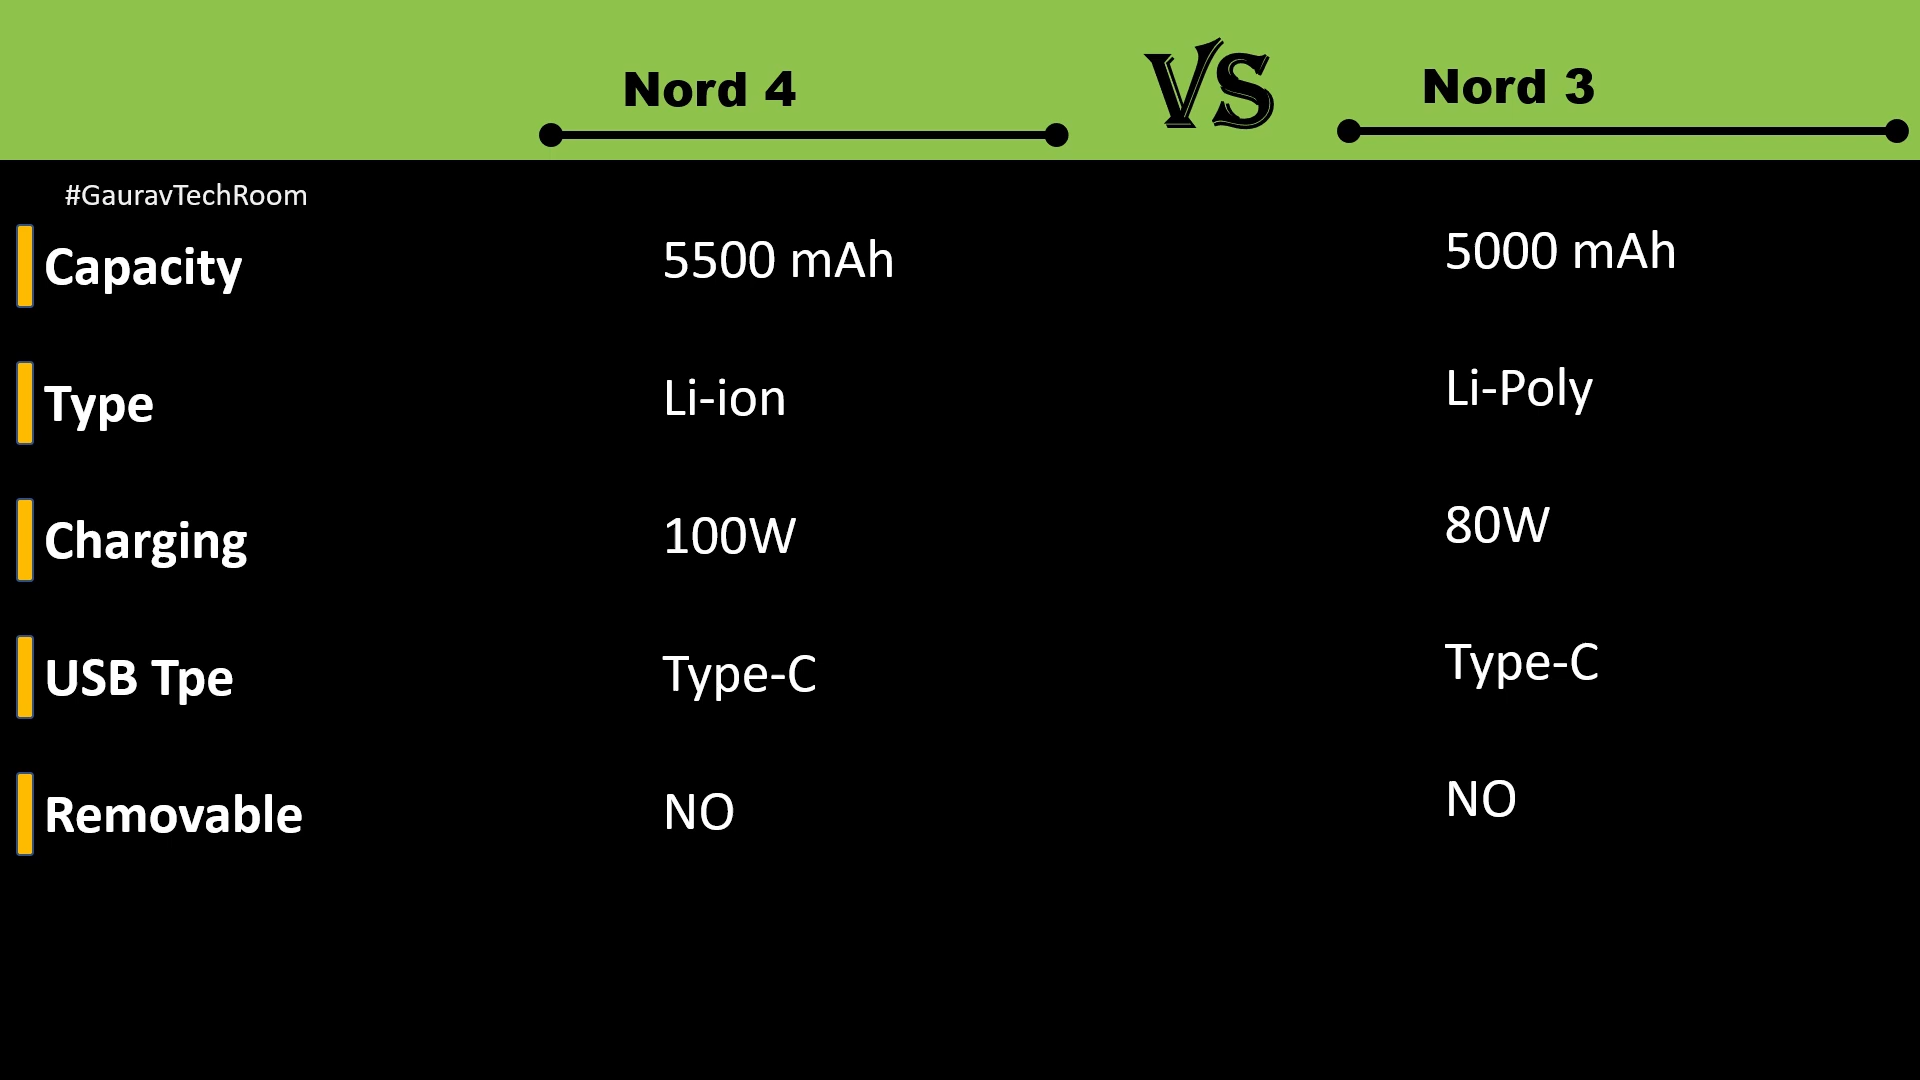 Nord 4 VS Nord 3
#GauravTechRoom
Capacity 5500 mAh 5000 mAh
Type Li-ion Li-Poly
Charging 100W 80W
USB Tpe Type-C Type-C
Removable NO NO